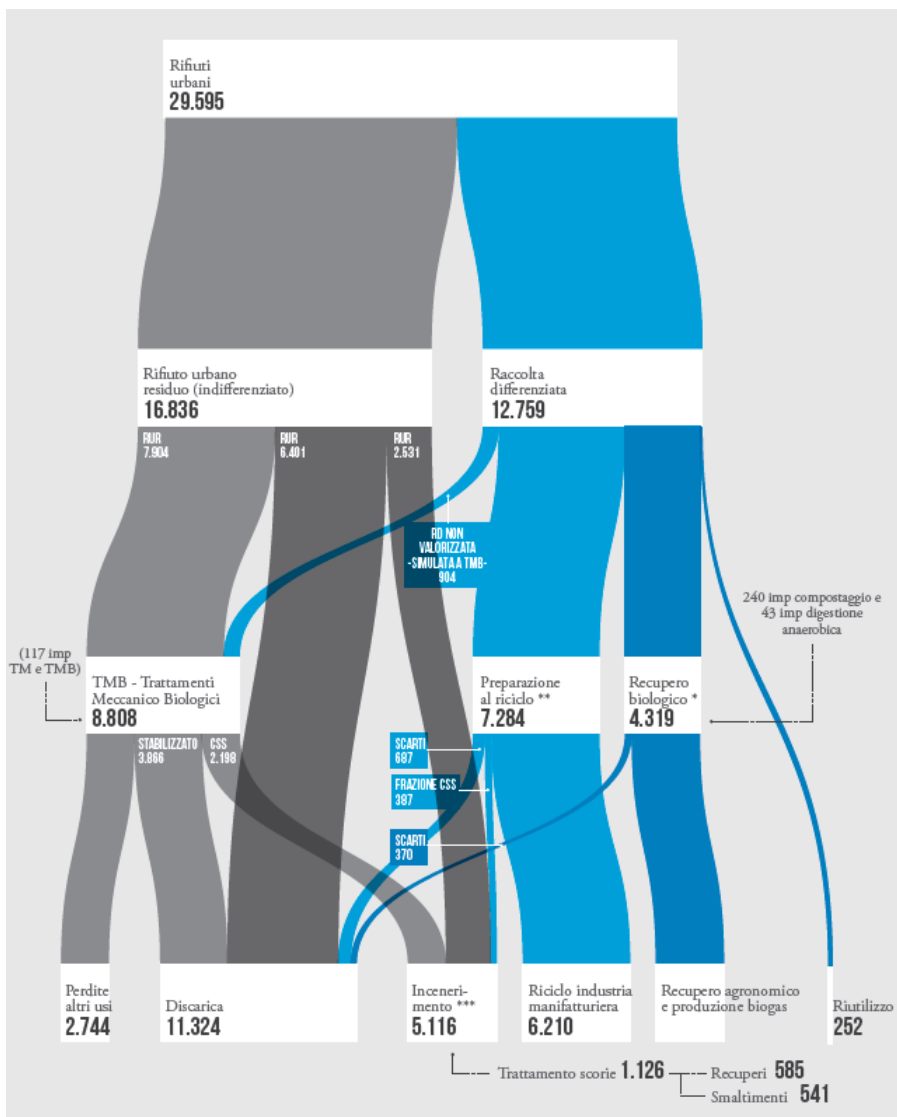 Rifiuti
urbani
29.595
Rifiuto urbano
residuo (indifferenziato)
16.836
Raccolta
differenziata
12.759
RUR
7.904
RUR
6.401
RUR
2.531
RD NON
VALORIZZATA
-SIMULATA A TMB-
904
240 imp compostaggio e
43 imp digestione
anaerobica
(117 imp
TM e TMB)
TMB - Trattamenti
Meccanico Biologici
8.808
Preparazione
al riciclo **
7.284
Recupero
biologico *
4.319
STABILIZZATO
3.866
CSS
2.198
SCARTI
687
FRAZIONE CSS
387
SCARTI
370
Perdite
altri usi
2.744
Discarica
11.324
Inceneri-
mento ***
5.116
Riciclo industria
manifatturiera
6.210
Recupero agronomico
e produzione biogas
Riutilizzo
252
Trattamento scorie 1.126
Recuperi 585
Smaltimenti 541